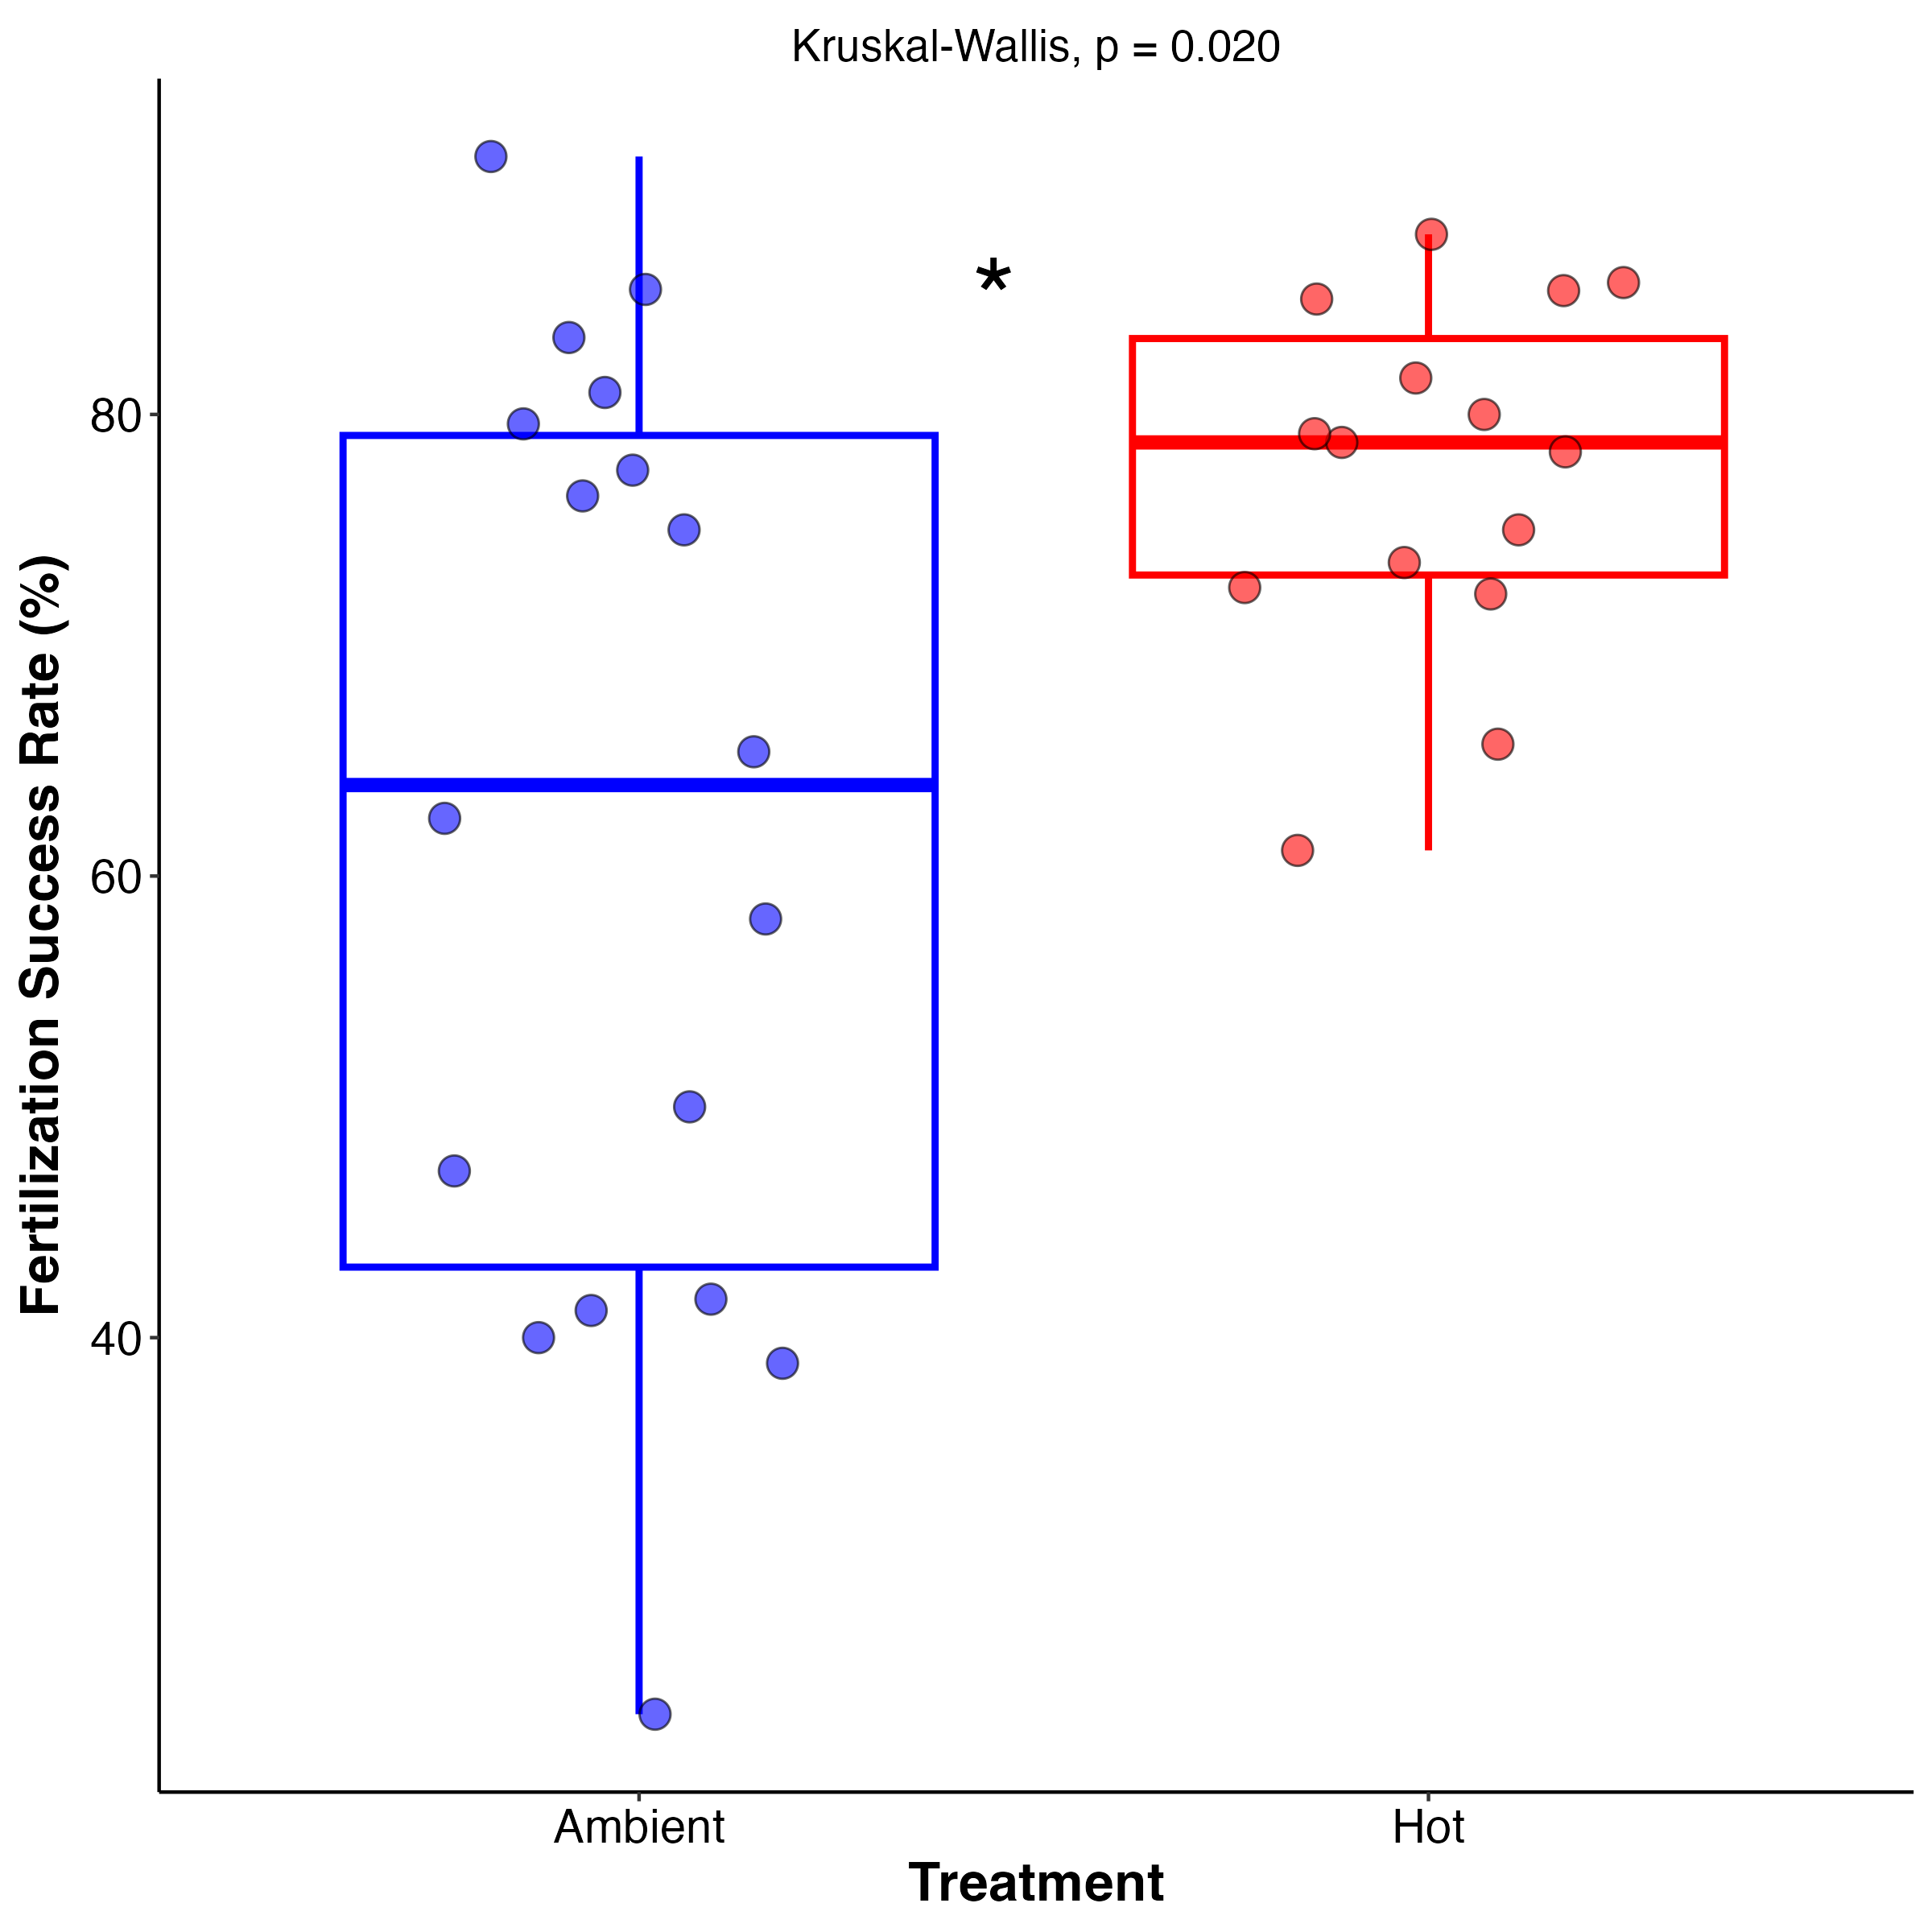 Kruskal-Wallis, p = 0.020
*
Fertilization Success Rate (%)
80
60
40
Ambient
Hot
Treatment